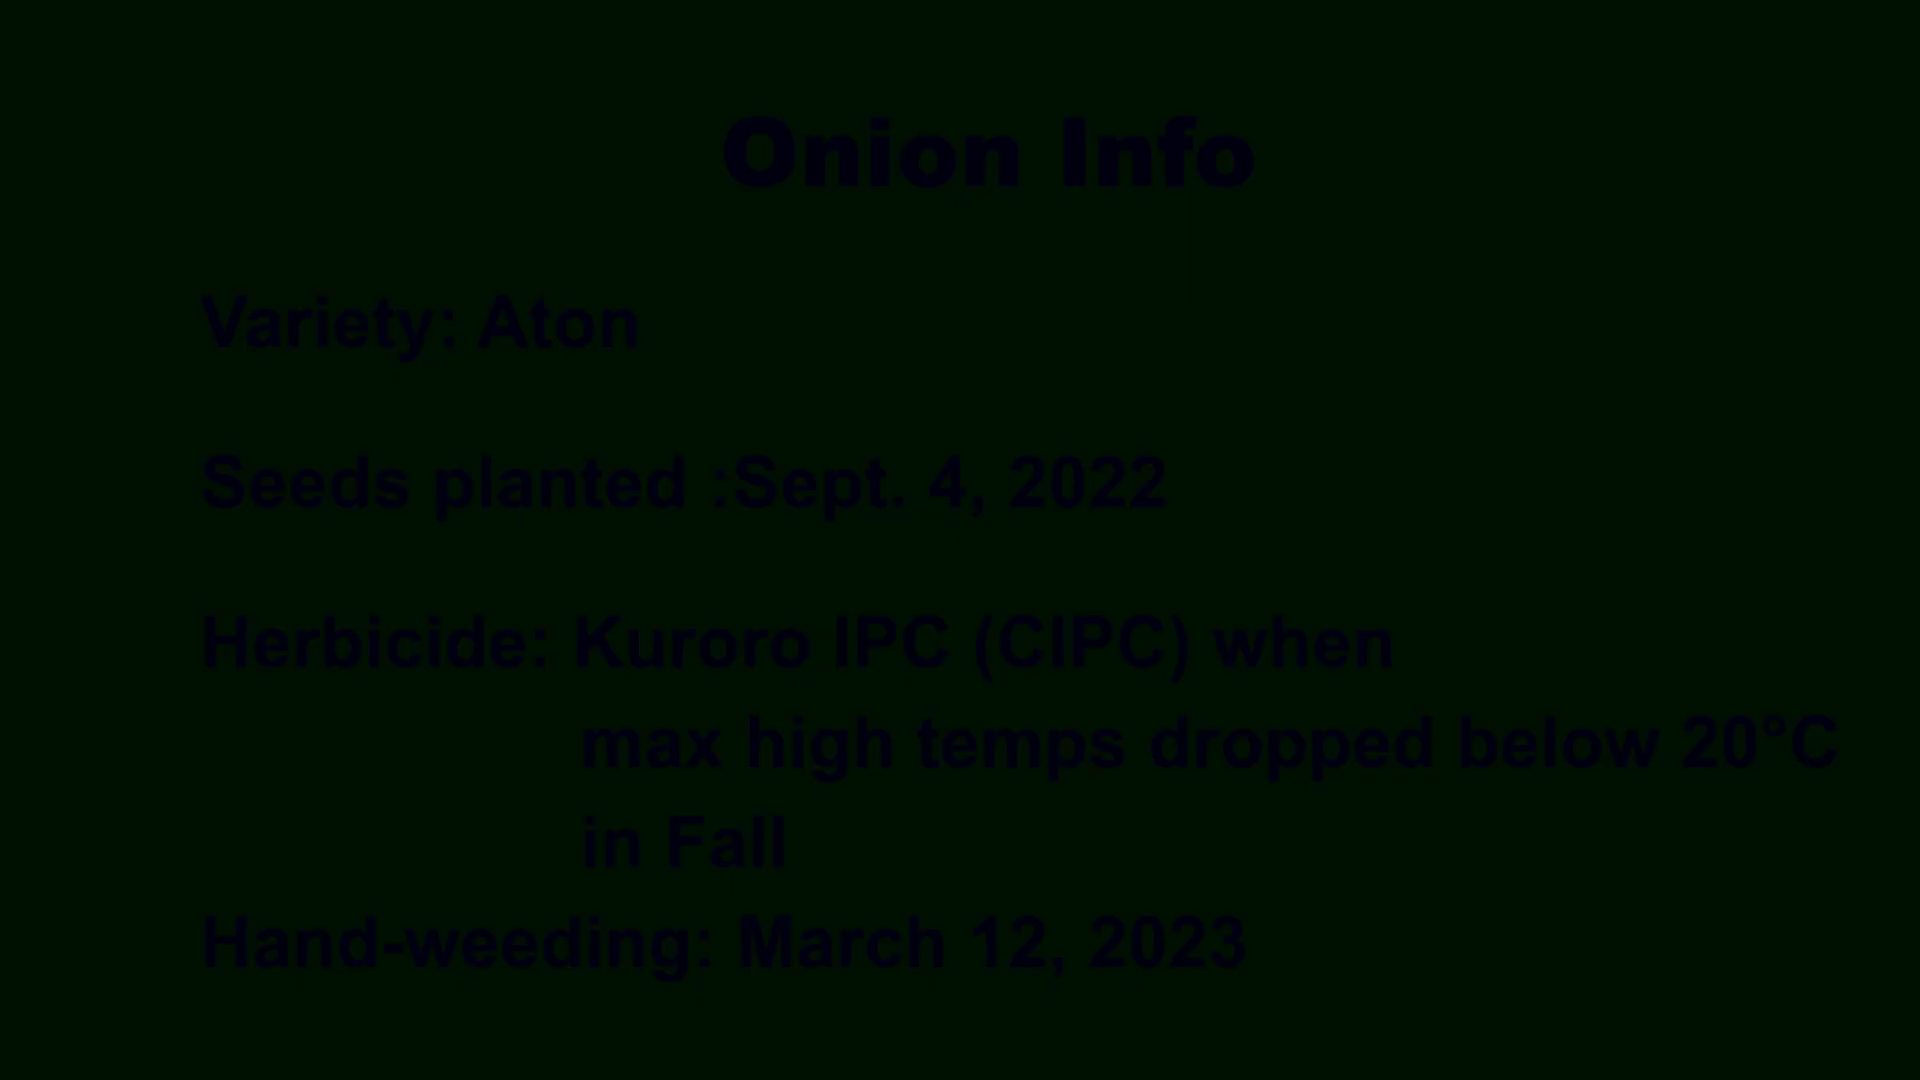 Onion Info
Variety: Aton
Seeds planted :Sept. 4, 2022
Herbicide: Kuroro IPC (CIPC) when
max high temps dropped below 20°C
in Fall
Hand-weeding: March 12, 2023